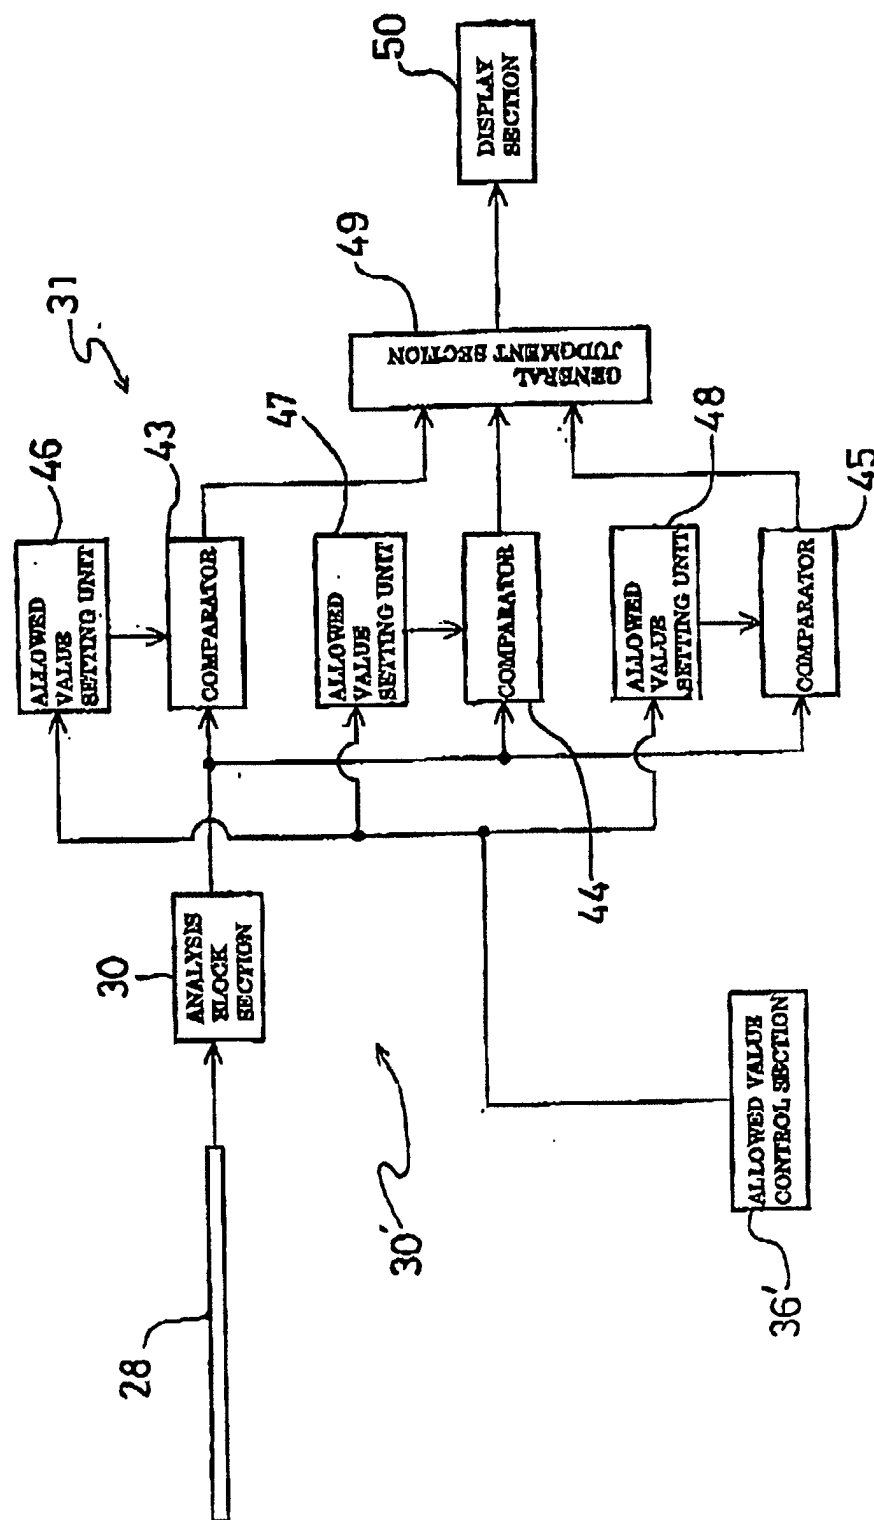 28
30
ANALYSIS
BLOCK
SECTION
30'
36'
ALLOWED VALUE
CONTROL SECTION
31
46
ALLOWED
VALUE
SETTING UNIT
43
COMPARATOR
47
ALLOWED
VALUE
SETTING UNIT
44
COMPARATOR
48
ALLOWED
VALUE
SETTING UNIT
45
COMPARATOR
49
GENERAL
JUDGMENT SECTION
50
DISPLAY
SECTION